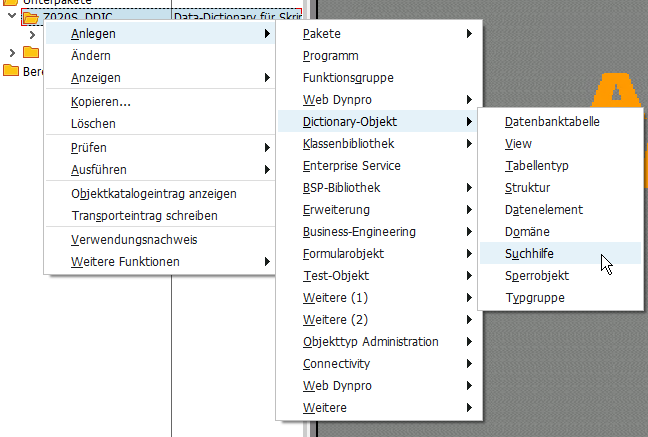 Unterpakete
Z020S_DDIC Data-Dictionary für Skri
Anlegen
Ändern
Anzeigen
Kopieren...
Löschen
Prüfen
Ausführen
Objektkatalogeintrag anzeigen
Transporteintrag schreiben
Verwendungsnachweis
Weitere Funktionen
Bere
Pakete
Programm
Funktionsgruppe
Web Dynpro
Dictionary-Objekt
Klassenbibliothek
Enterprise Service
BSP-Bibliothek
Erweiterung
Business-Engineering
Formularobjekt
Test-Objekt
Weitere (1)
Weitere (2)
Objekttyp Administration
Connectivity
Web Dynpro
Weitere
Datenbanktabelle
View
Tabellentyp
Struktur
Datenelement
Domäne
Suchhilfe
Sperrobjekt
Typgruppe